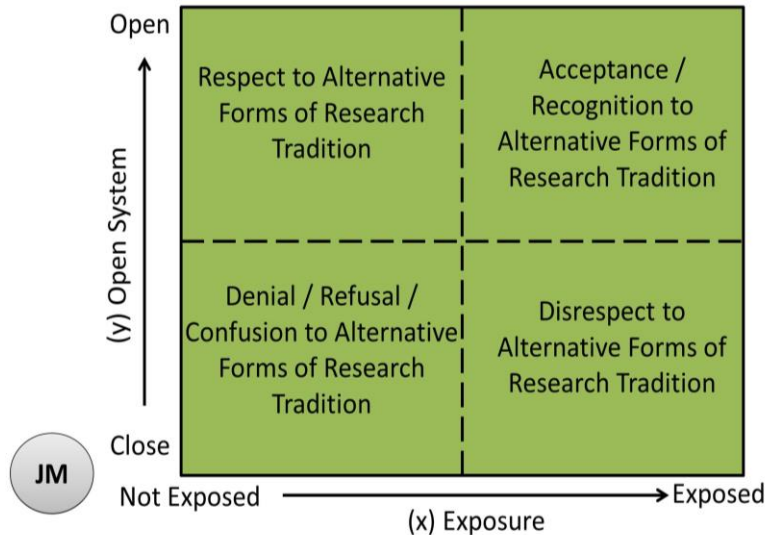 Open
Respect to Alternative
Forms of Research
Tradition
Acceptance /
Recognition to
Alternative Forms of
Research Tradition
(y) Open System
Denial / Refusal /
Confusion to Alternative
Forms of Research
Tradition
Disrespect to
Alternative Forms of
Research Tradition
Close
JM
Not Exposed
Exposed
(x) Exposure